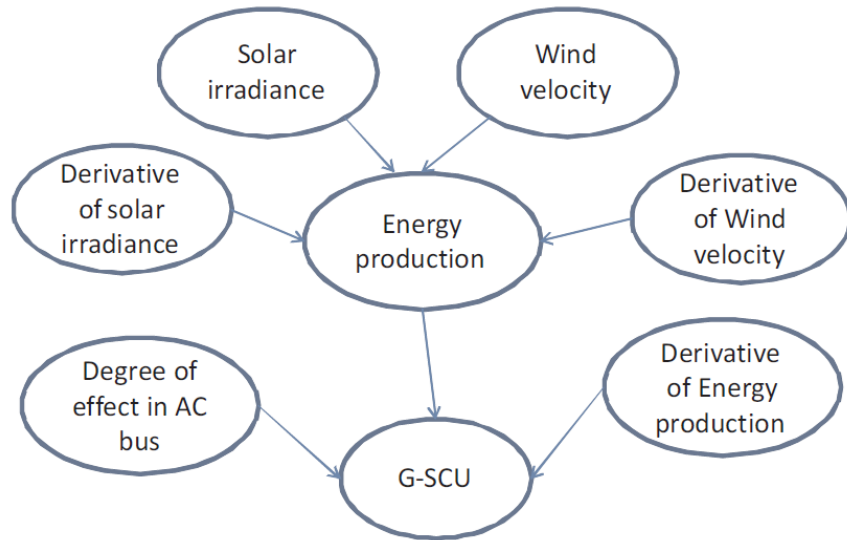 Solar
irradiance
Wind
velocity
Derivative
of solar
irradiance
Energy
production
Derivative
of Wind
velocity
Degree of
effect in AC
bus
Derivative
of Energy
production
G-SCU